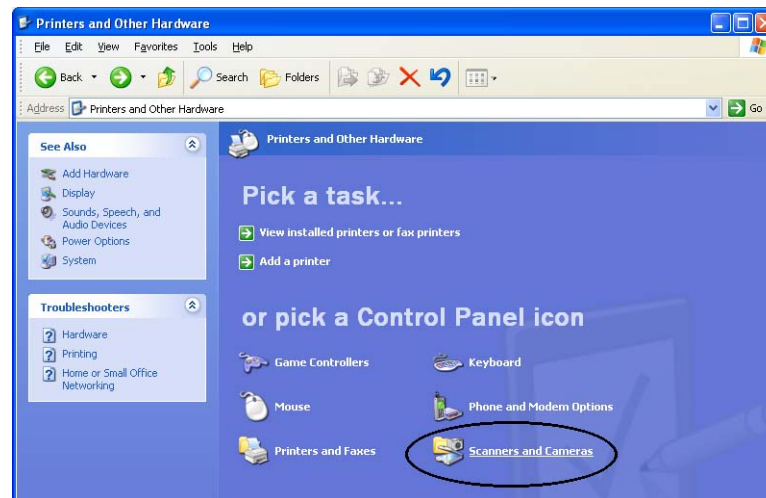 Printers and Other Hardware
File Edit View Favorites Tools Help
Back Search Folders
Address Printers and Other Hardware Go
See Also
Add Hardware
Display
Sounds, Speech, and
Audio Devices
Power Options
System
Troubleshooters
Hardware
Printing
Home or Small Office
Networking
Printers and Other Hardware
Pick a task...
View installed printers or fax printers
Add a printer
or pick a Control Panel icon
Game Controllers Keyboard
Mouse Phone and Modem Options
Printers and Faxes Scanners and Cameras